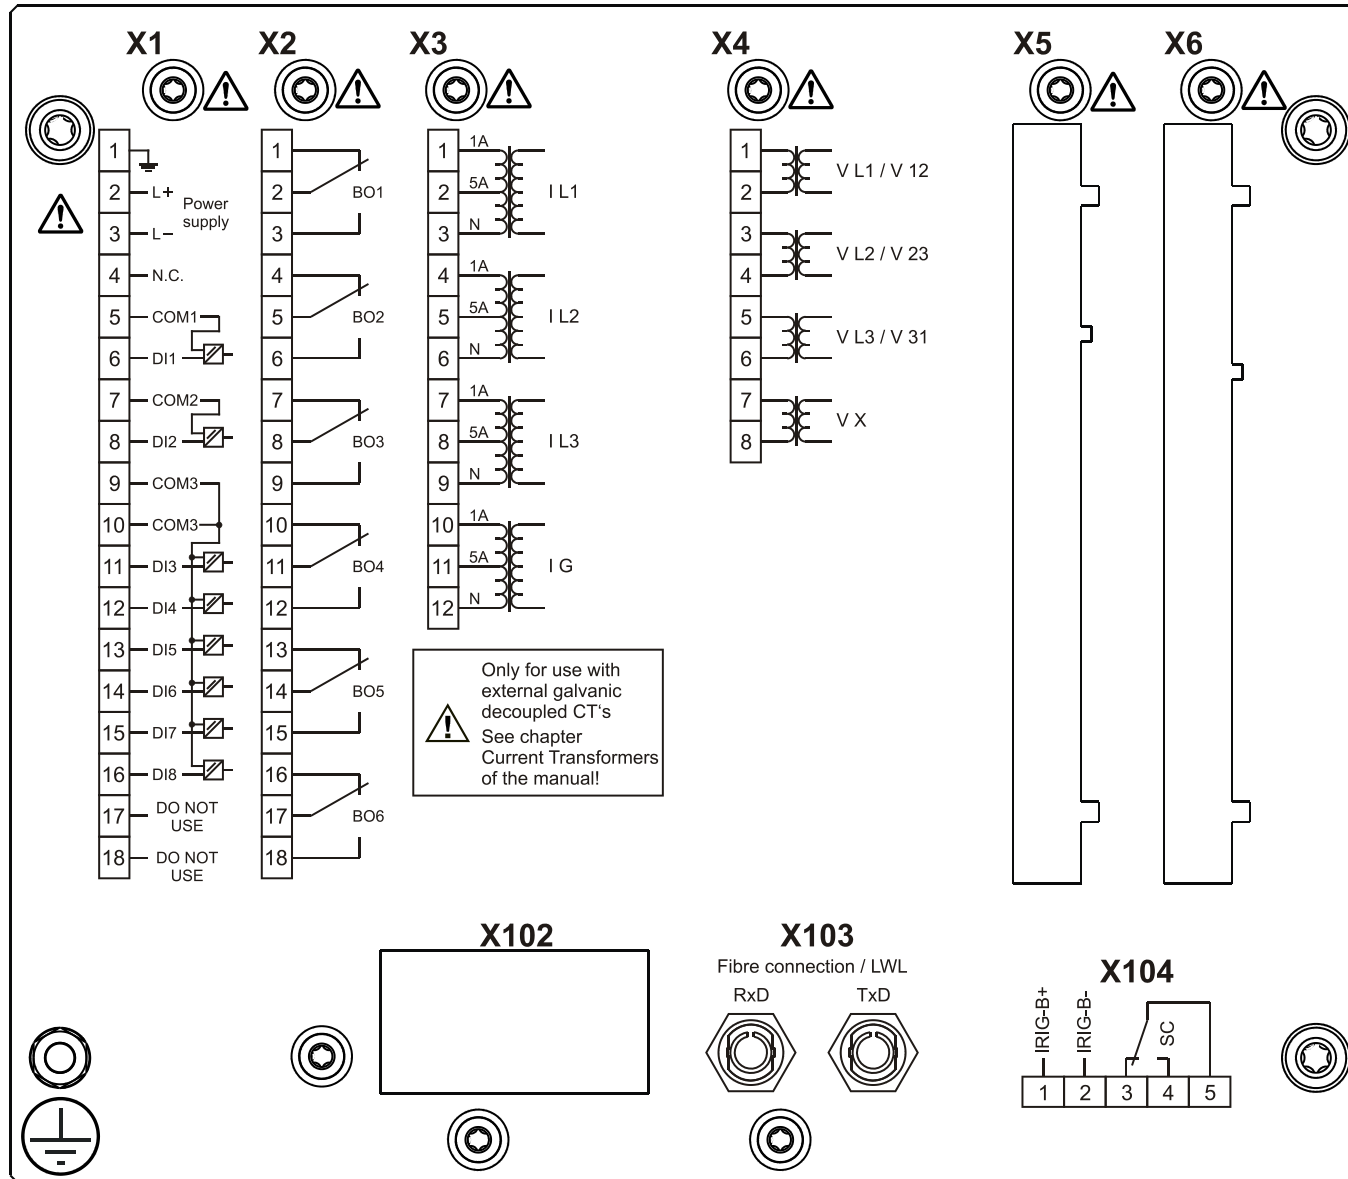 X1 X2 X3 X4 X5 X6
1
2 L+
3 L–
Power
supply
4 N.C.
5 COM1
6 DI1
7 COM2
8 DI2
9 COM3
10 COM3
11 DI3
12 DI4
13 DI5
14 DI6
15 DI7
16 DI8
17 DO NOT
USE
18 DO NOT
USE
1
2 BO1
3
4
5 BO2
6
7
8 BO3
9
10
11 BO4
12
13
14 BO5
15
16
17 BO6
18
1 1A
2 5A I L1
3 N
4 1A
5 5A I L2
6 N
7 1A
8 5A I L3
9 N
10 1A
11 5A I G
12 N
Only for use with
external galvanic
decoupled CT‘s
See chapter
Current Transformers
of the manual!
1
V L1 / V 12
2
3
V L2 / V 23
4
5
V L3 / V 31
6
7
V X
8
X102
X103
Fibre connection / LWL
RxD TxD
X104
IRIG-B+
IRIG-B-
SC
1 2 3 4 5